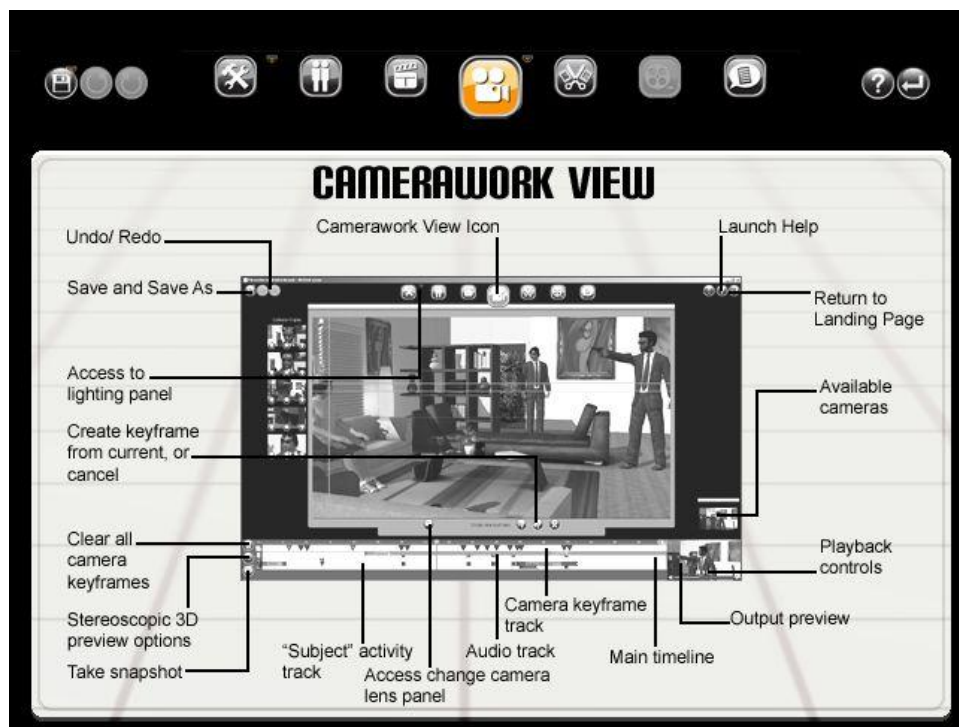 CAMERAWORK VIEW
Undo/ Redo
Camerawork View Icon
Launch Help
Save and Save As
Return to
Landing Page
Access to
lighting panel
Available
cameras
Create keyframe
from current, or
cancel
Clear all
camera
keyframes
Playback
controls
Stereoscopic 3D
preview options
Camera keyframe
track
Output preview
"Subject" activity
track
Audio track
Main timeline
Take snapshot
Access change camera
lens panel